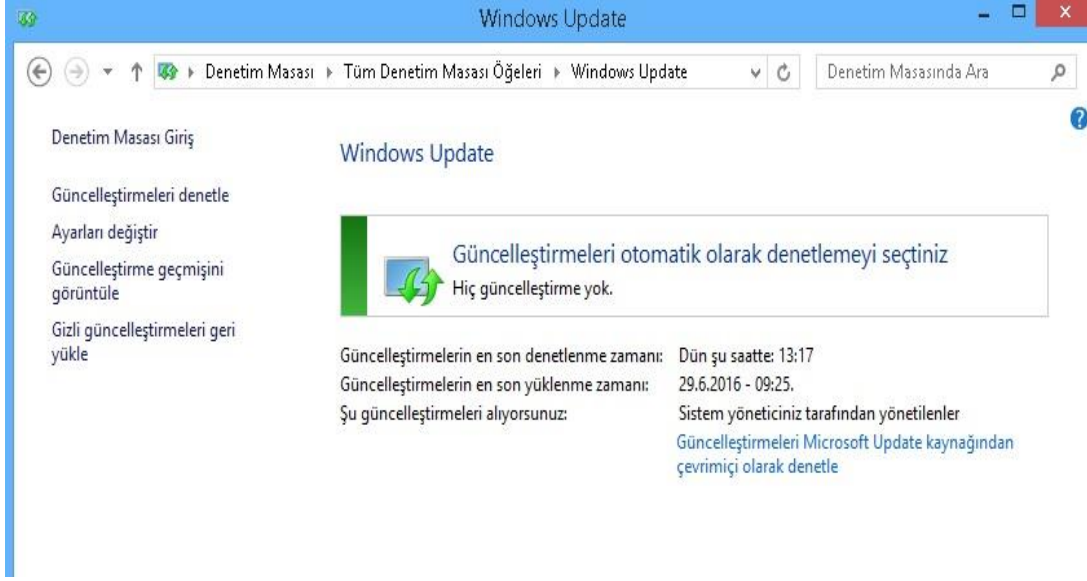 Windows Update
Denetim Masası ▸ Tüm Denetim Masası Öğeleri ▸ Windows Update
Denetim Masasında Ara
Denetim Masası Giriş
Güncelleştirmeleri denetle
Ayarları değiştir
Güncelleştirme geçmişini
görüntüle
Gizli güncelleştirmeleri geri
yükle
Windows Update
Güncelleştirmeleri otomatik olarak denetlemeyi seçtiniz
Hiç güncelleştirme yok.
Güncelleştirmelerin en son denetlenme zamanı: Dün şu saatte: 13:17
Güncelleştirmelerin en son yüklenme zamanı: 29.6.2016 - 09:25.
Şu güncelleştirmeleri alıyorsunuz: Sistem yöneticiniz tarafından yönetilenler
Güncelleştirmeleri Microsoft Update kaynağından
çevrimiçi olarak denetle